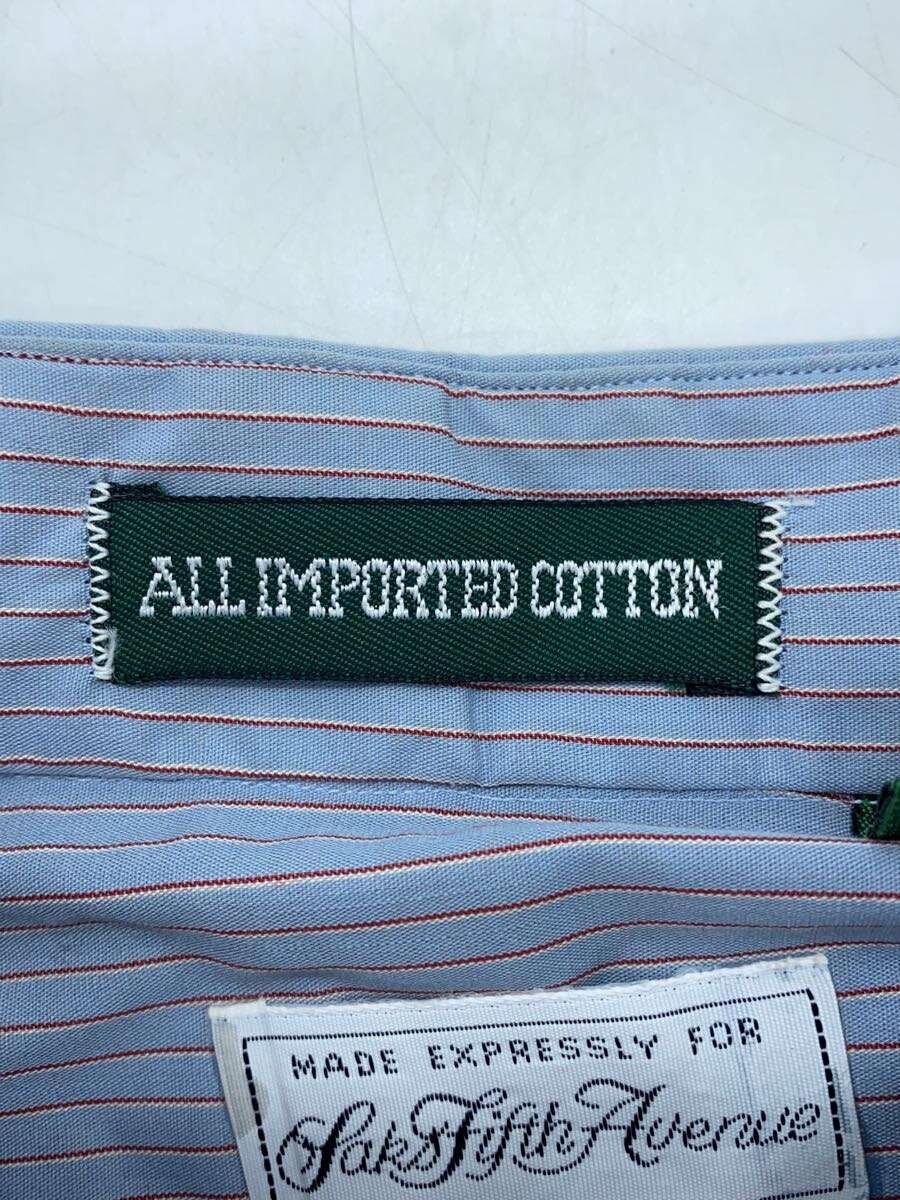 ALL IMPORTED COTTON
MADE EXPRESSLY FOR
Saks Fifth Avenue